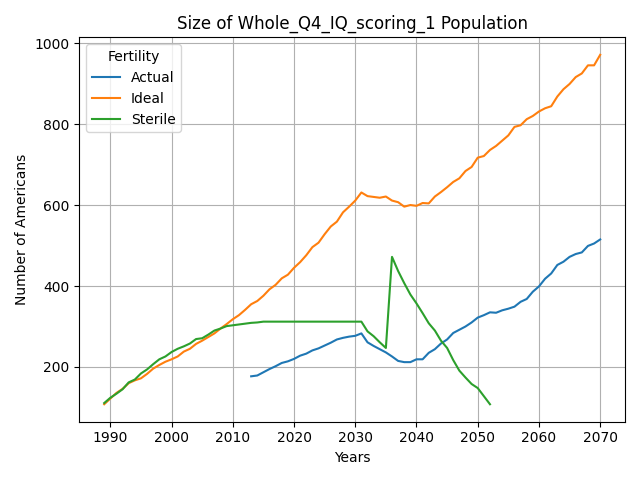 Size of Whole_Q4_IQ_scoring_1 Population
Fertility
Actual
Ideal
Sterile
Number of Americans
1000
800
600
400
200
1990 2000 2010 2020 2030 2040 2050 2060 2070
Years